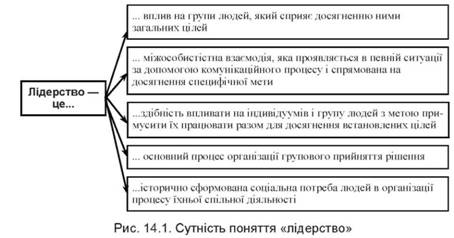 ... вплив на групи людей, який сприяє досягненню ними
загальних цілей
... міжособистісна взаємодія, яка проявляється в певній ситуації
за допомогою комунікаційного процесу і спрямована на
досягнення специфічної мети
Лідерство —
це...
...здібність впливати на індивідуумів і групу людей з метою при-
мусити їх працювати разом для досягнення встановлених цілей
... основний процес організації групового прийняття рішення
...історично сформована соціальна потреба людей в організації
процесу їхньої спільної діяльності
Рис. 14.1. Сутність поняття «лідерство»